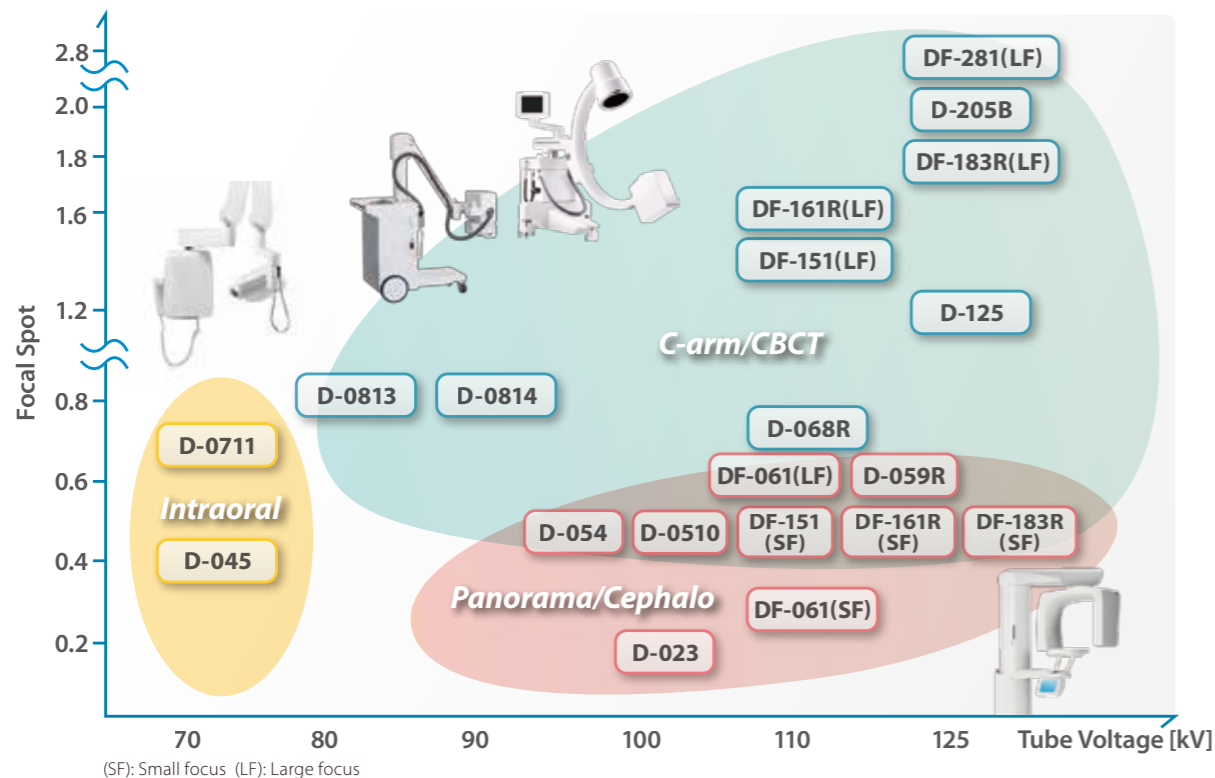 Focal Spot
2.8
2.0
1.8
1.6
1.2
0.8
0.6
0.4
0.2
DF-281(LF)
D-205B
DF-183R(LF)
DF-161R(LF)
DF-151(LF)
D-125
C-arm/CBCT
D-0813
D-0814
D-068R
D-0711
DF-061(LF)
D-059R
Intraoral
D-054
D-0510
DF-151
(SF)
DF-161R
(SF)
DF-183R
(SF)
D-045
Panorama/Cephalo
DF-061(SF)
D-023
70
80
90
100
110
125
Tube Voltage [kV]
(SF): Small focus (LF): Large focus